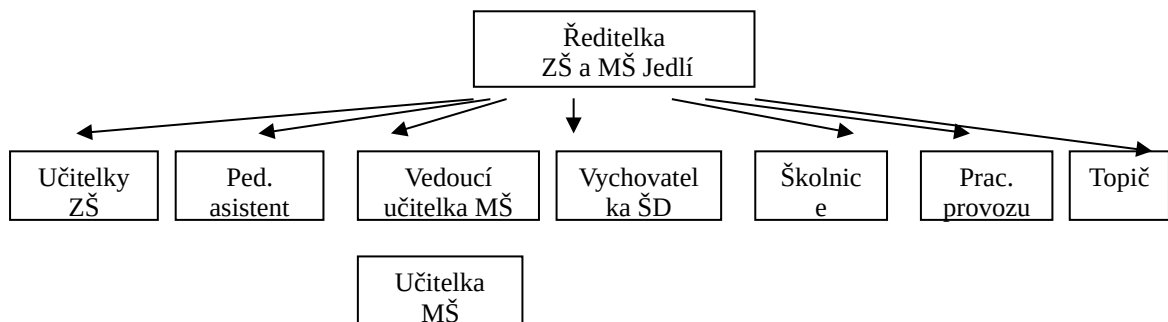 Ředitelka
ZŠ a MŠ Jedlí
Učitelky
ZŠ
Ped.
asistent
Vedoucí
učitelka MŠ
Vychovatel
ka ŠD
Školnic
e
Prac.
provozu
Topič
Učitelka
MŠ